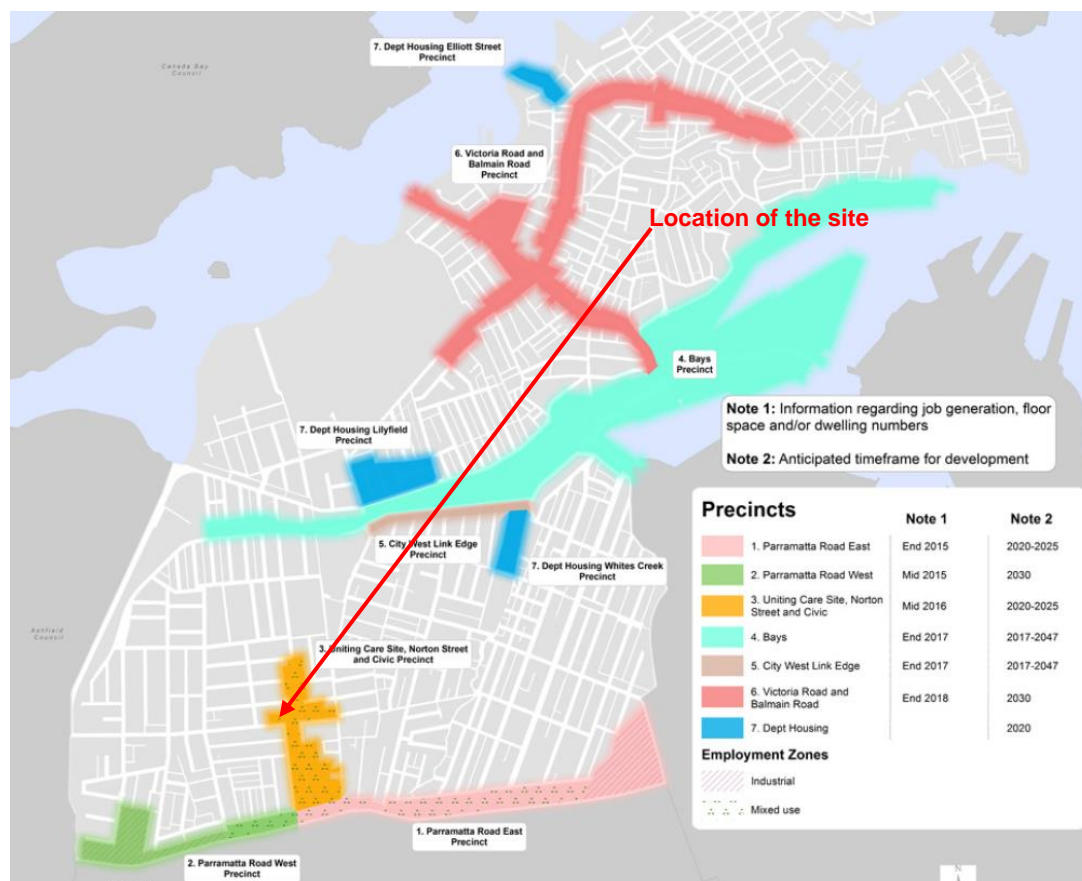 7. Dept Housing Elliott Street
Precinct
Canada Bay
Council
6. Victoria Road and
Balmain Road
Precinct
Location of the site
4. Bays
Precinct
Note 1: Information regarding job generation, floor
space and/or dwelling numbers
Note 2: Anticipated timeframe for development
7. Dept Housing Lilyfield
Precinct
5. City West Link Edge
Precinct
7. Dept Housing Whites Creek
Precinct
Ashfield
Council
3. Uniting Care Site, Norton Street
and Civic Precinct
1. Parramatta Road East
Precinct
2. Parramatta Road West
Precinct
Precincts Note 1 Note 2
1. Parramatta Road East End 2015 2020-2025
2. Parramatta Road West Mid 2015 2030
3. Uniting Care Site, Norton
Street and Civic Mid 2016 2020-2025
4. Bays End 2017 2017-2047
5. City West Link Edge End 2017 2017-2047
6. Victoria Road and
Balmain Road End 2018 2030
7. Dept Housing 2020
Employment Zones
Industrial
Mixed use
N